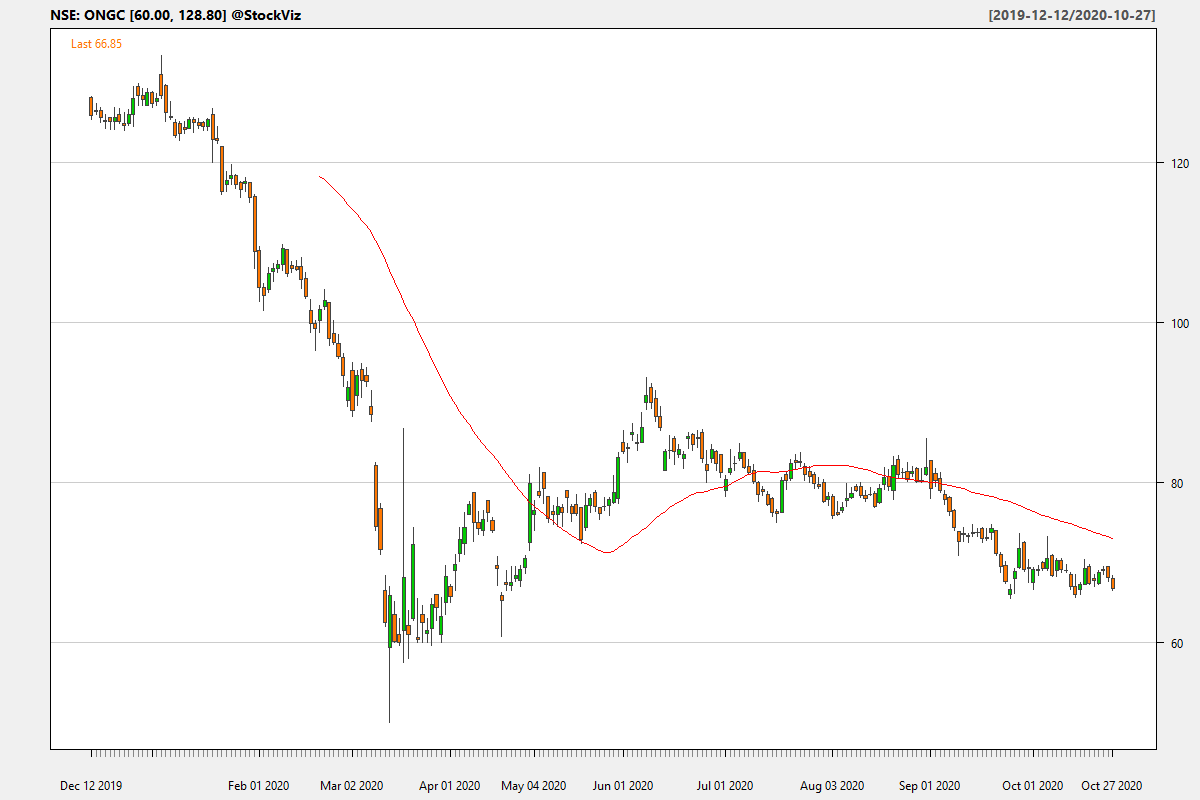 NSE: ONGC [60.00, 128.80] @StockViz
[2019-12-12/2020-10-27]
Last 66.85
120
100
80
60
Dec 12 2019 Feb 01 2020 Mar 02 2020 Apr 01 2020 May 04 2020 Jun 01 2020 Jul 01 2020 Aug 03 2020 Sep 01 2020 Oct 01 2020 Oct 27 2020